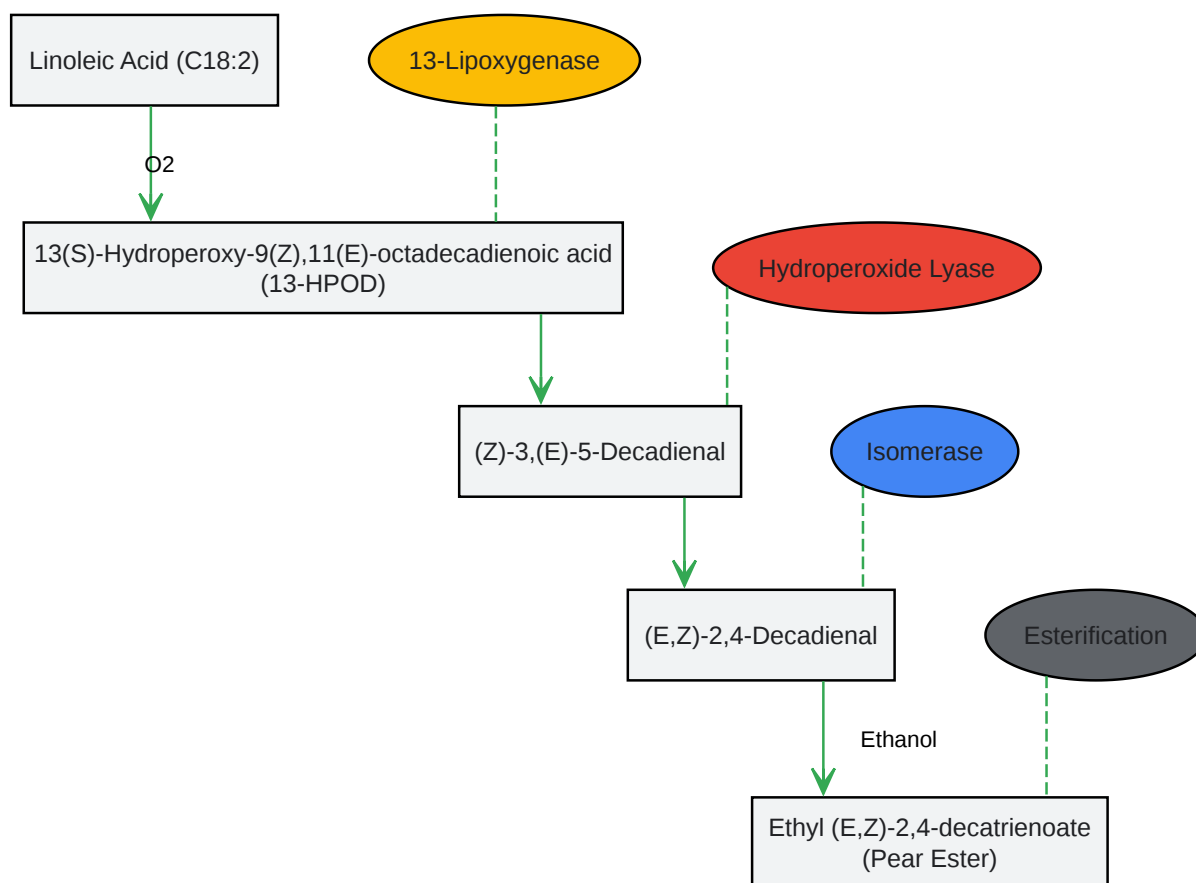 Linoleic Acid (C18:2)
13-Lipoxygenase
O2
13(S)-Hydroperoxy-9(Z),11(E)-octadecadienoic acid
(13-HPOD)
Hydroperoxide Lyase
(Z)-3,(E)-5-Decadienal
Isomerase
(E,Z)-2,4-Decadienal
Esterification
Ethanol
Ethyl (E,Z)-2,4-decatrienoate
(Pear Ester)